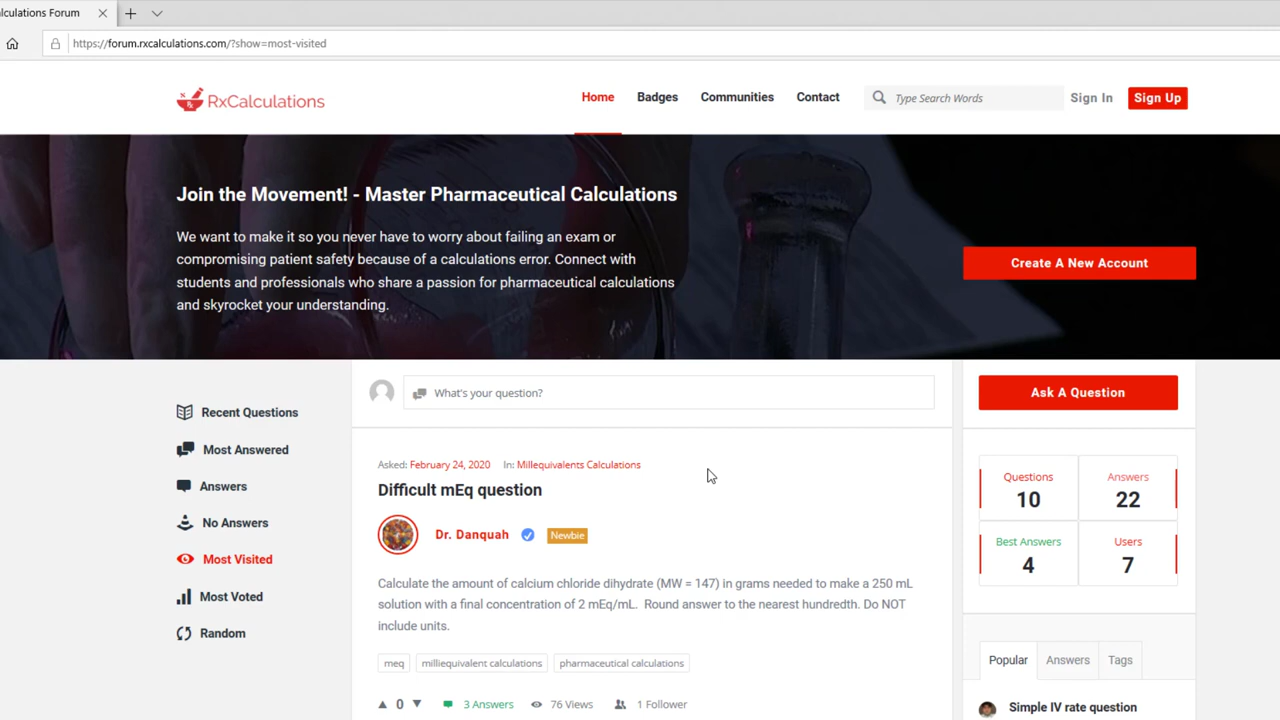 lculations Forum
https://forum.rxcalculations.com/?show=most-visited
RxCalculations
Home
Badges
Communities
Contact
Type Search Words
Sign In
Sign Up
Join the Movement! - Master Pharmaceutical Calculations
We want to make it so you never have to worry about failing an exam or
compromising patient safety because of a calculations error. Connect with
students and professionals who share a passion for pharmaceutical calculations
and skyrocket your understanding.
Create A New Account
Recent Questions
Most Answered
Answers
No Answers
Most Visited
Most Voted
Random
What's your question?
Asked: February 24, 2020 In: Millequivalents Calculations
Difficult mEq question
Dr. Danquah
Newbie
Calculate the amount of calcium chloride dihydrate (MW = 147) in grams needed to make a 250 mL
solution with a final concentration of 2 mEq/mL. Round answer to the nearest hundredth. Do NOT
include units.
meq
milliequivalent calculations
pharmaceutical calculations
0
3 Answers
76 Views
1 Follower
Ask A Question
Questions
10
Answers
22
Best Answers
4
Users
7
Popular
Answers
Tags
Simple IV rate question